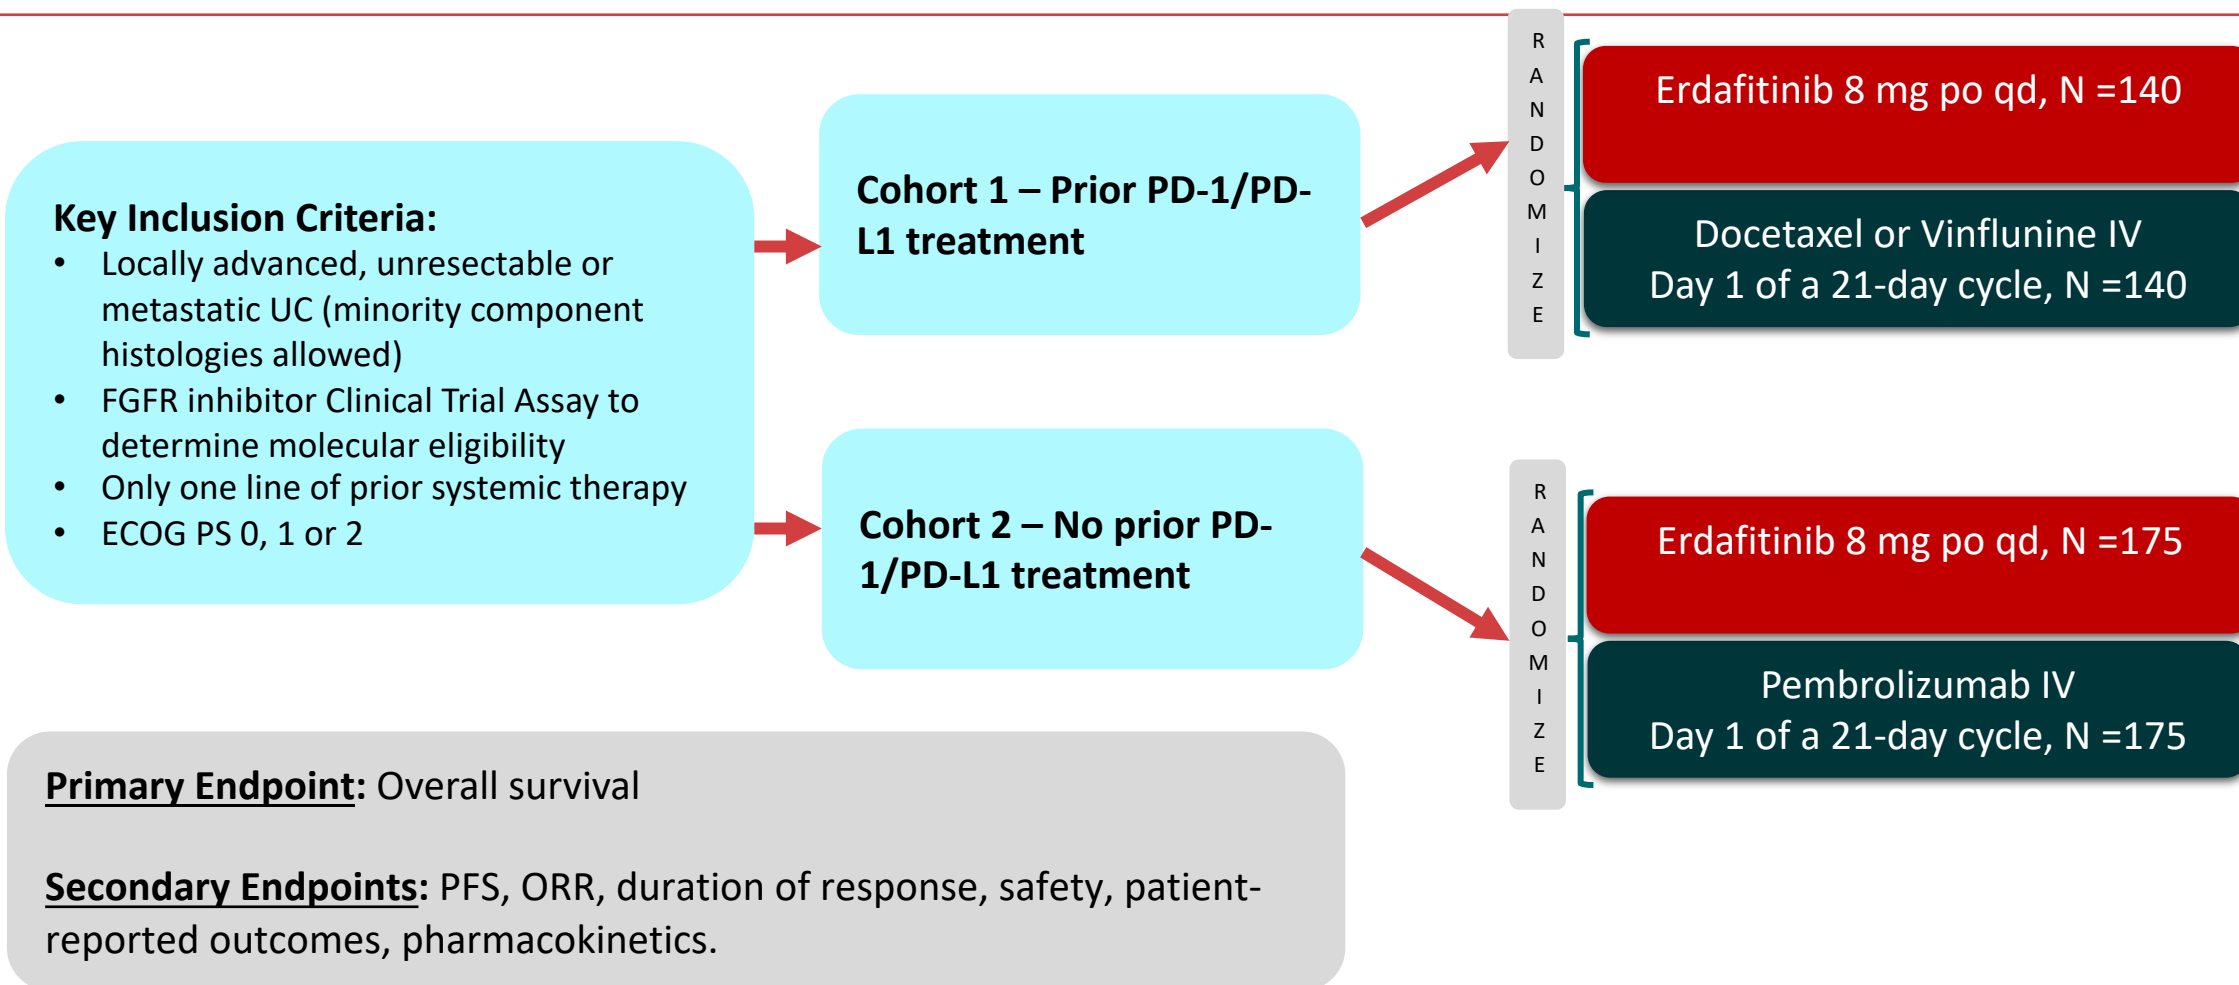 Key Inclusion Criteria:
• Locally advanced, unresectable or
metastatic UC (minority component
histologies allowed)
• FGFR inhibitor Clinical Trial Assay to
determine molecular eligibility
• Only one line of prior systemic therapy
• ECOG PS 0, 1 or 2
Cohort 1 – Prior PD-1/PD-
L1 treatment
R
A
N
D
O
M
I
Z
E
Erdafitinib 8 mg po qd, N =140
Docetaxel or Vinflunine IV
Day 1 of a 21-day cycle, N =140
Cohort 2 – No prior PD-
1/PD-L1 treatment
R
A
N
D
O
M
I
Z
E
Erdafitinib 8 mg po qd, N =175
Pembrolizumab IV
Day 1 of a 21-day cycle, N =175
Primary Endpoint: Overall survival
Secondary Endpoints: PFS, ORR, duration of response, safety, patient-
reported outcomes, pharmacokinetics.